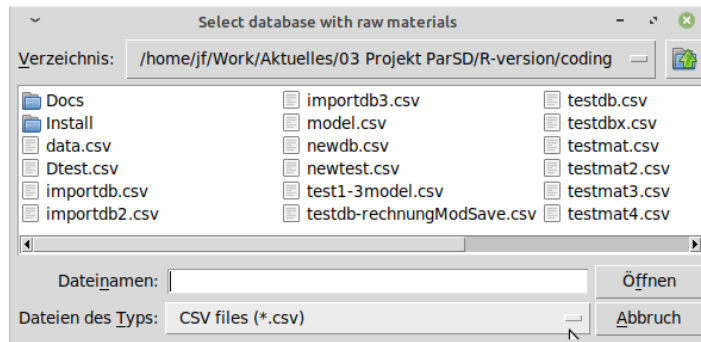 Select database with raw materials
Verzeichnis: /home/jf/Work/Aktuelles/03 Projekt ParSD/R-version/coding
Docs
Install
data.csv
Dtest.csv
importdb.csv
importdb2.csv
importdb3.csv
model.csv
newdb.csv
newtest.csv
test1-3model.csv
testdb-rechnungModSave.csv
testdb.csv
testdbx.csv
testmat.csv
testmat2.csv
testmat3.csv
testmat4.csv
Dateinamen: Öffnen
Dateien des Typs: CSV files (*.csv) Abbruch